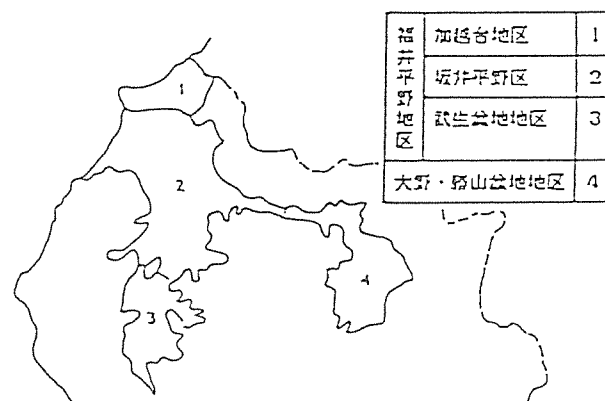 福井平野地区
加越台地区 1
坂井平野区 2
武生盆地地区 3
大野・勝山盆地地区 4
1
2
3
4